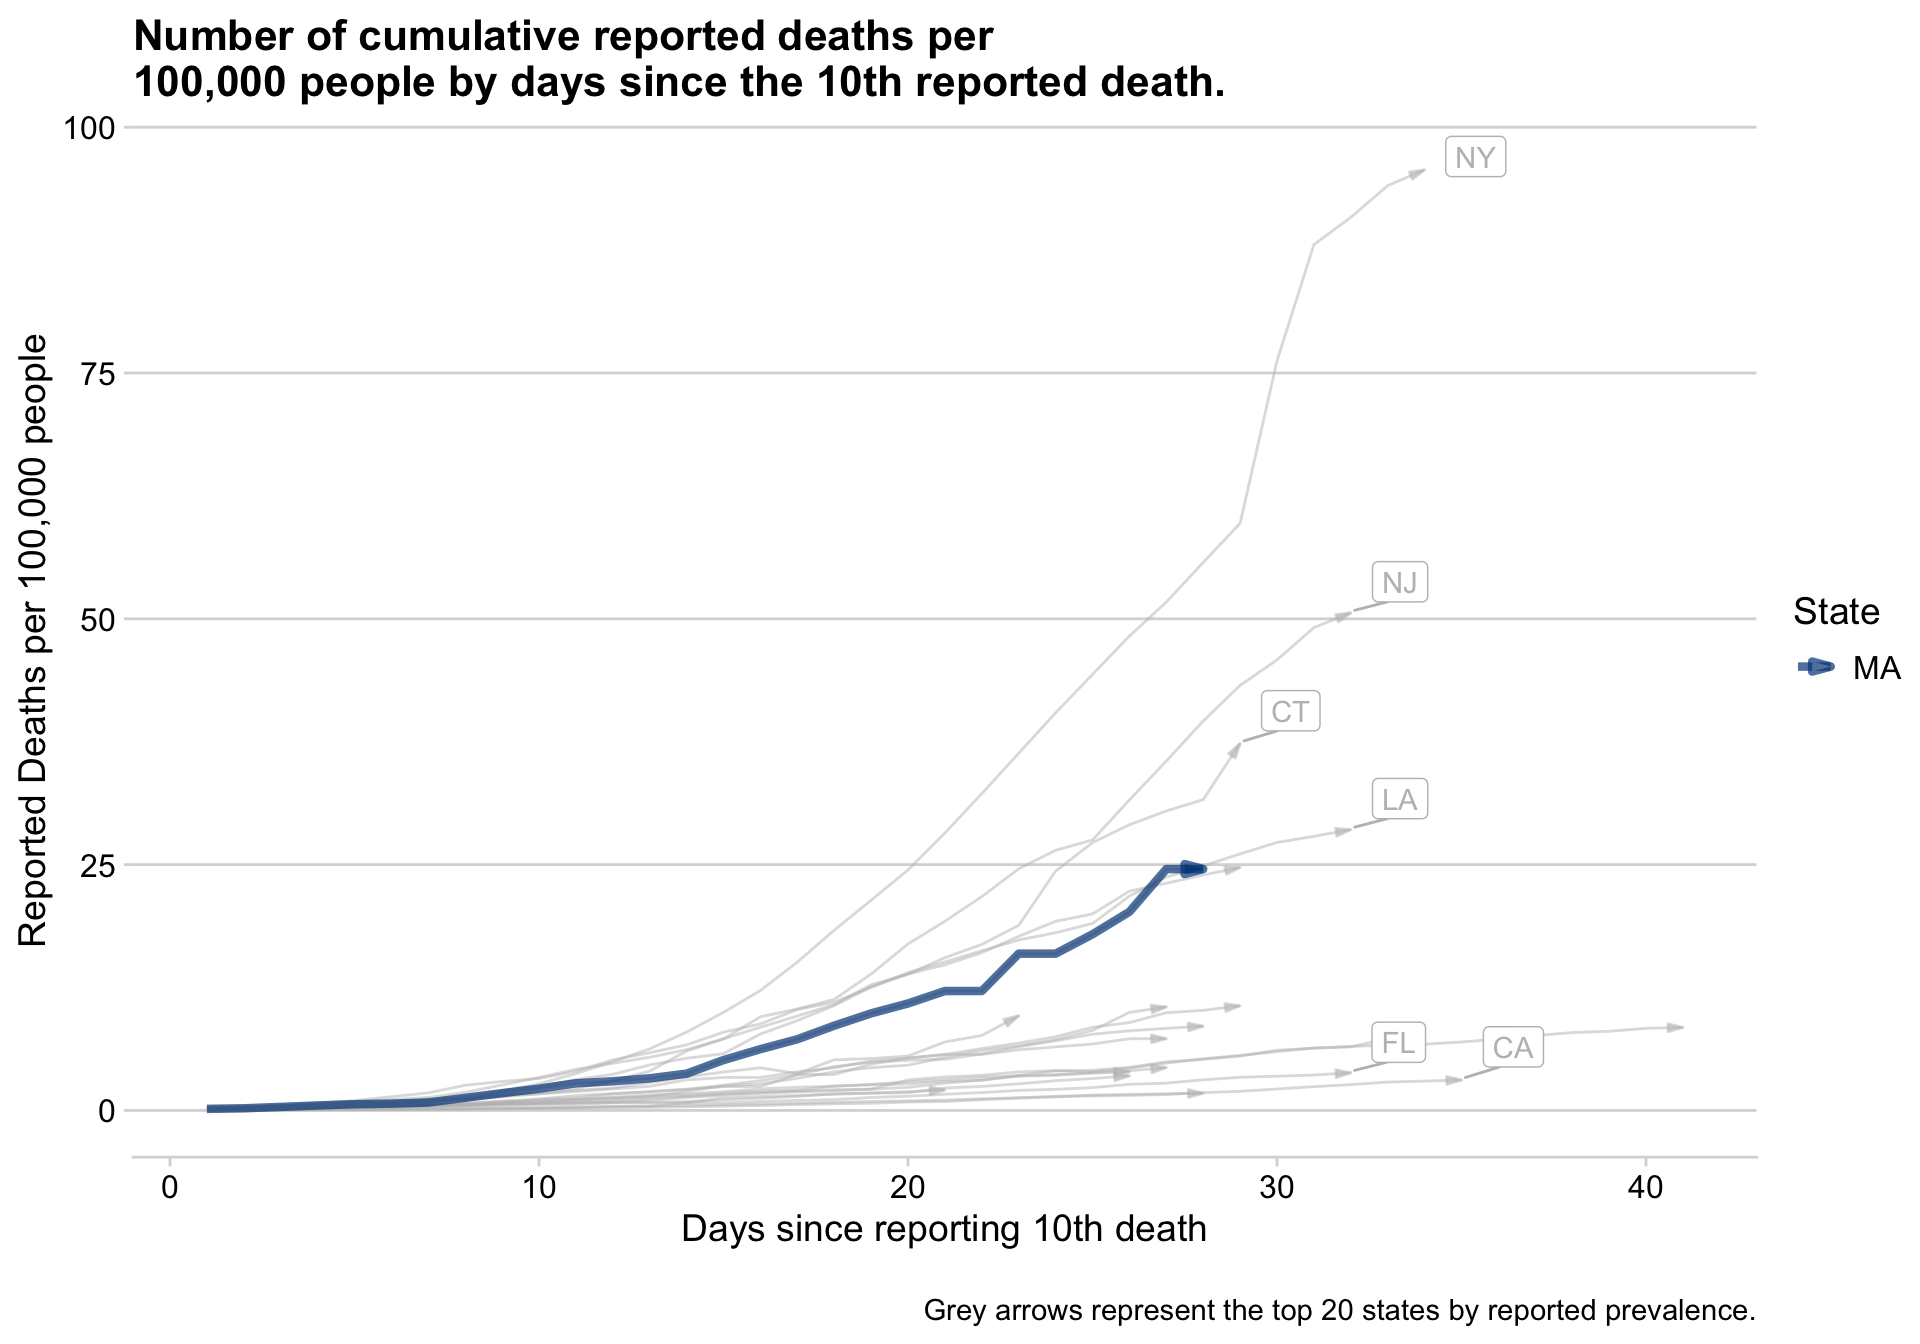 Number of cumulative reported deaths per
100,000 people by days since the 10th reported death.
Reported Deaths per 100,000 people
100
75
50
25
0
NY
NJ
CT
LA
FL
CA
State
MA
0
10
20
30
40
Days since reporting 10th death
Grey arrows represent the top 20 states by reported prevalence.